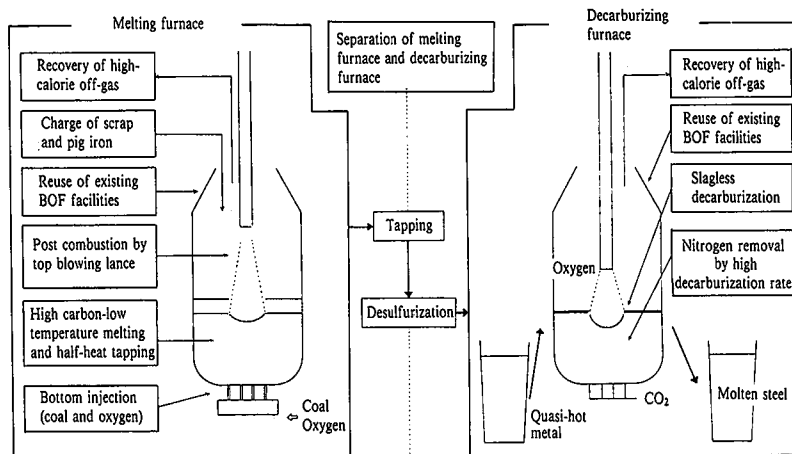 Melting furnace
Recovery of high-
calorie off-gas
Charge of scrap
and pig iron
Reuse of existing
BOF facilities
Post combustion by
top blowing lance
High carbon-low
temperature melting
and half-heat tapping
Bottom injection
(coal and oxygen)
Coal
Oxygen
Separation of melting
furnace and decarburizing
furnace
Tapping
Desulfurization
Decarburizing
furnace
Recovery of high-
calorie off-gas
Reuse of existing
BOF facilities
Slagless
decarburization
Nitrogen removal
by high
decarburization rate
Oxygen
Quasi-hot
metal
CO₂
Molten steel